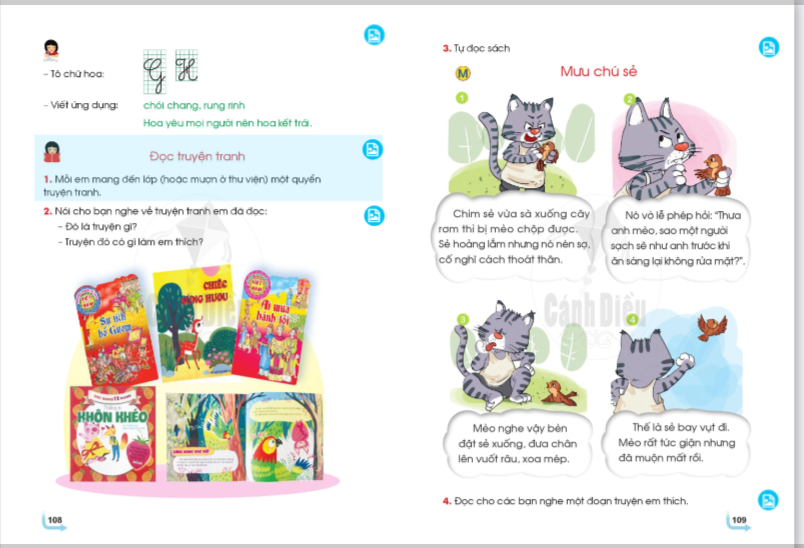 – Tô chữ hoa:
G H
– Viết ứng dụng:
chói chang, rung rinh
Hoa yêu mọi người nên hoa kết trái.
Đọc truyện tranh
1. Mỗi em mang đến lớp (hoặc mượn ở thư viện) một quyển
truyện tranh.
2. Nói cho bạn nghe về truyện tranh em đã đọc:
– Đó là truyện gì?
– Truyện đó có gì làm em thích?
Sự tích
hồ Gươm
CHIẾC
SỪNG HƯƠU
Ai mua
hành tôi
KHÔN KHÉO
108
3. Tự đọc sách
M
Mưu chú sẻ
1
Chim sẻ vừa sà xuống cây
rơm thì bị mèo chộp được.
Sẻ hoảng lắm nhưng nó nén sợ,
cố nghĩ cách thoát thân.
2
Nó vờ lễ phép hỏi: "Thưa
anh mèo, sao một người
sạch sẽ như anh trước khi
ăn sáng lại không rửa mặt?".
Cánh Diều
3
Mèo nghe vậy bèn
đặt sẻ xuống, đưa chân
lên vuốt râu, xoa mép.
4
Thế là sẻ bay vụt đi.
Mèo rất tức giận nhưng
đã muộn mất rồi.
4. Đọc cho các bạn nghe một đoạn truyện em thích.
109